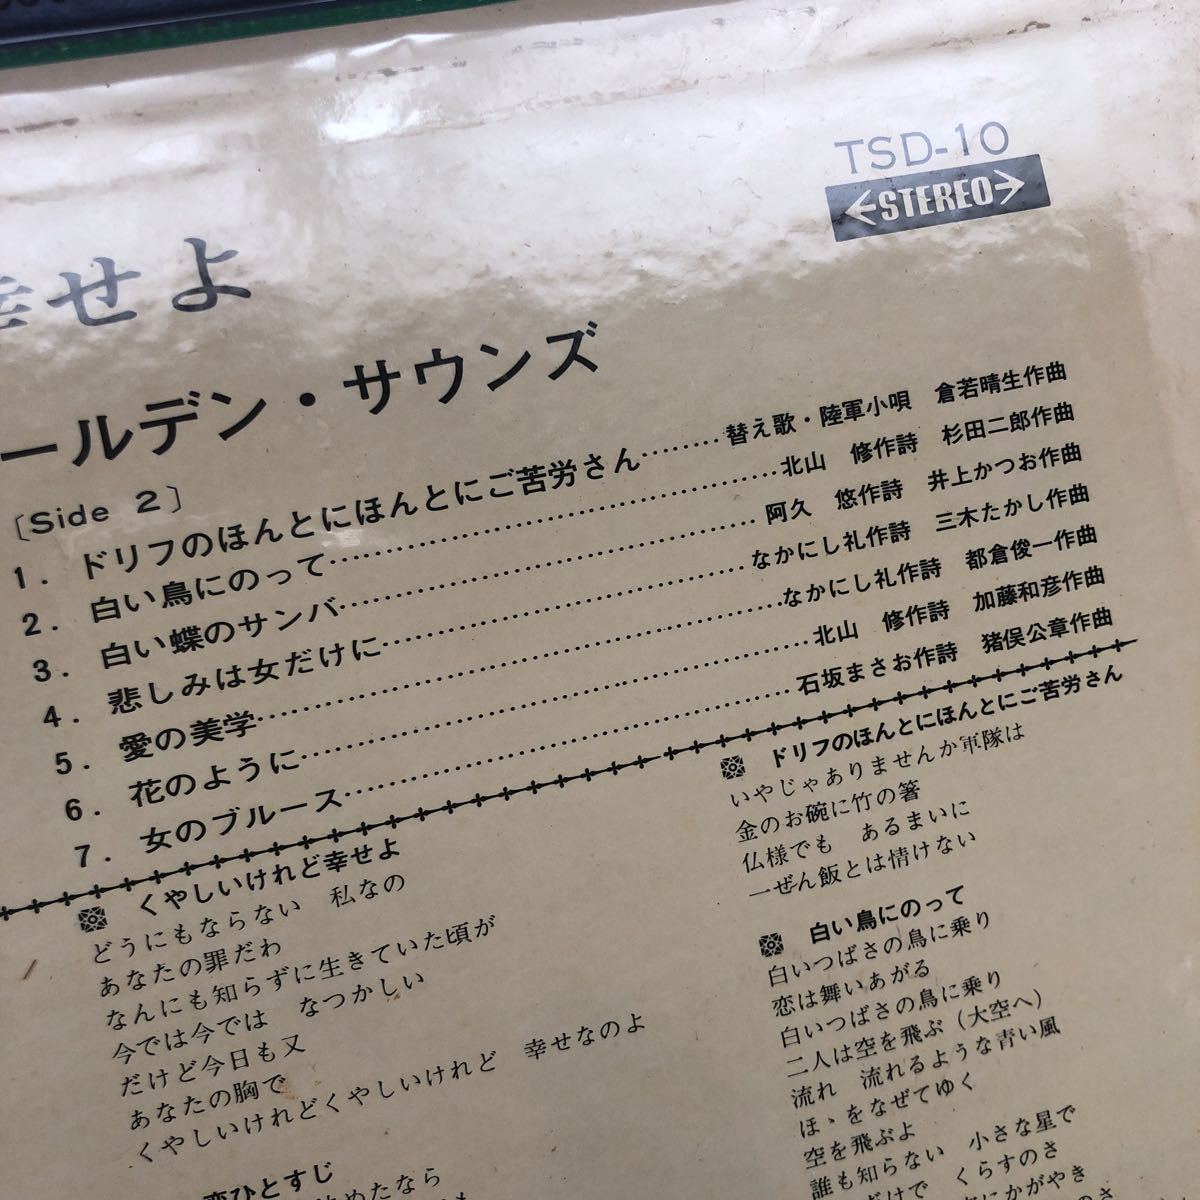 TSD-10
STEREO
幸せよ
ールデン・サウンズ
〔Side 2〕
1. ドリフのほんとにほんとにご苦労さん……替え歌・陸軍小唄 倉若晴生作曲
2. 白い鳥にのって……北山 修作詩 杉田二郎作曲
3. 白い蝶のサンバ……阿久 悠作詩 井上かつお作曲
4. 悲しみは女だけに……なかにし礼作詩 三木たかし作曲
5. 愛の美学……なかにし礼作詩 都倉俊一作曲
6. 花のように……北山 修作詩 加藤和彦作曲
7. 女のブルース……石坂まさお作詩 猪俣公章作曲
くやしいけれど幸せよ
どうにもならない 私なの
あなたの罪だわ
なんにも知らずに生きていた頃が
今では今では なつかしい
だけど今日も又
あなたの胸で
くやしいけれどくやしいけれど 幸せなのよ
恋ひとすじ
ドリフのほんとにほんとにご苦労さん
いやじゃありませんか軍隊は
金のお碗に竹の箸
仏様でも あるまいに
一ぜん飯とは情けない
白い鳥にのって
白いつばさの鳥に乗り
恋は舞いあがる
白いつばさの鳥に乗り
二人は空を飛ぶ(大空へ)
流れ 流れるような青い風
ほゝをなぜてゆく
空を飛ぶよ
誰も知らない 小さな星で
だけで くらすのさ
にかがやき